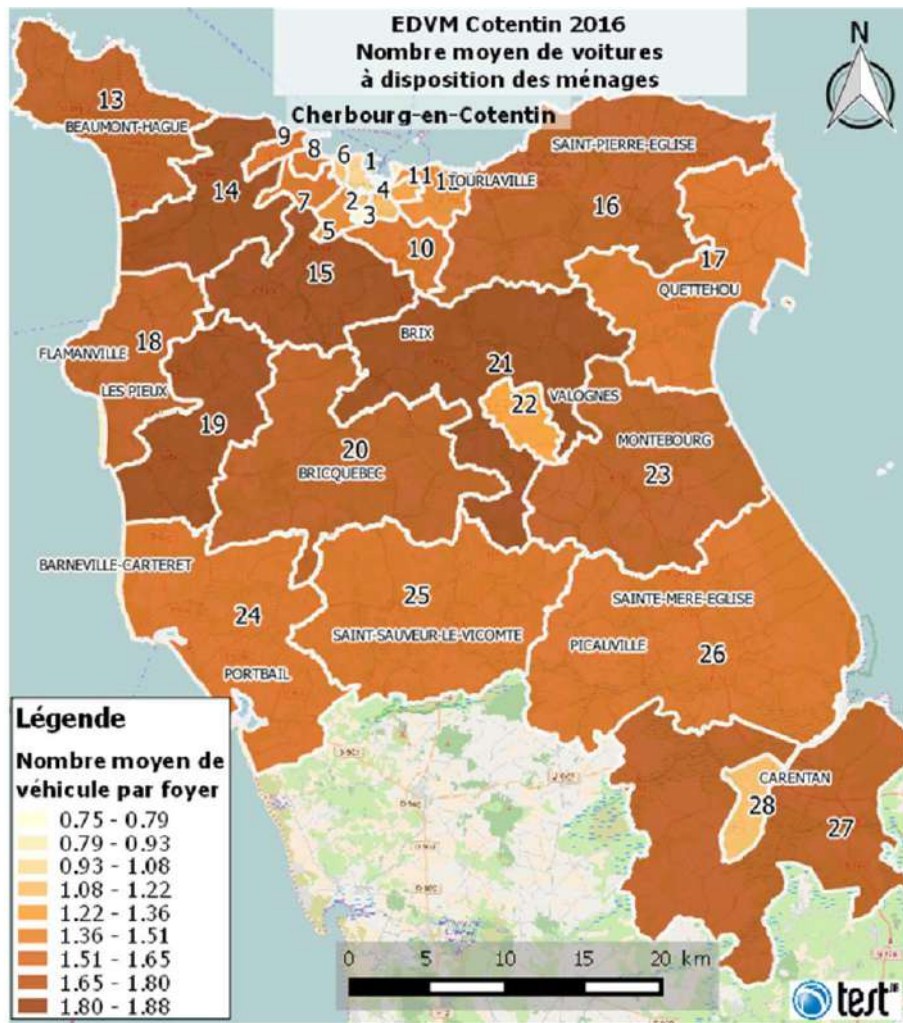 EDVM Cotentin 2016
Nombre moyen de voitures
à disposition des ménages
Cherbourg-en-Cotentin
N
13
BEAUMONT-HAGUE
9
8
6
1
SAINT-PIERRE-EGLISE
14
11
TOURLAVILLE
7
2
4
3
16
5
10
17
15
QUETTEHOU
BRIX
18
FLAMANVILLE
21
LES PIEUX
22
VALOGNES
19
20
MONTEBOURG
BRICQUEBEC
23
BARNEVILLE-CARTERET
24
25
SAINTE-MERE-EGLISE
SAINT-SAUVEUR-LE-VICOMTE
PICAUVILLE
26
PORTBAIL
Légende
Nombre moyen de
véhicule par foyer
0.75 - 0.79
0.79 - 0.93
0.93 - 1.08
1.08 - 1.22
1.22 - 1.36
1.36 - 1.51
1.51 - 1.65
1.65 - 1.80
1.80 - 1.88
CARENTAN
28
27
0 5 10 15 20 km
test